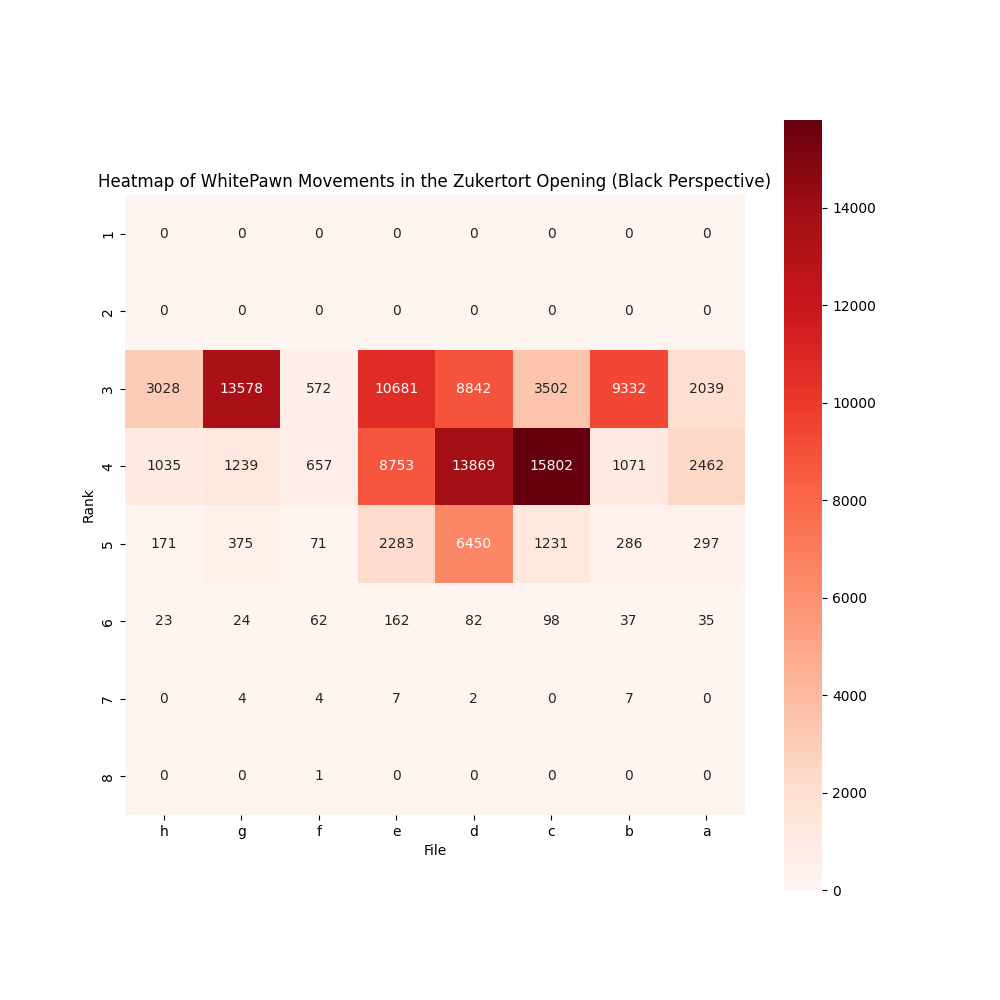 Heatmap of WhitePawn Movements in the Zukertort Opening (Black Perspective)
1 0 0 0 0 0 0 0 0
2 0 0 0 0 0 0 0 0
3 3028 13578 572 10681 8842 3502 9332 2039
4 1035 1239 657 8753 13869 15802 1071 2462
5 171 375 71 2283 6450 1231 286 297
6 23 24 62 162 82 98 37 35
7 0 4 4 7 2 0 7 0
8 0 0 1 0 0 0 0 0
h g f e d c b a
File
Rank
14000
12000
10000
8000
6000
4000
2000
0